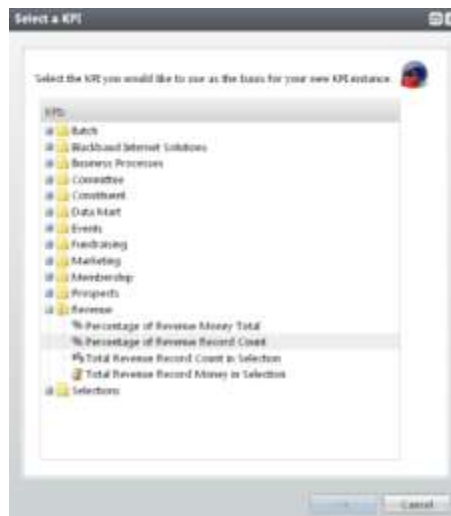 Select a KPI
Select the KPI you would like to use as the basis for your new KPI instance.
KPIs
Batch
Blackbaud Internet Solutions
Business Processes
Committee
Constituent
Data Mart
Events
Fundraising
Marketing
Membership
Prospects
Revenue
Percentage of Revenue Money Total
Percentage of Revenue Record Count
Total Revenue Record Count in Selection
Total Revenue Record Money in Selection
Selections
Cancel